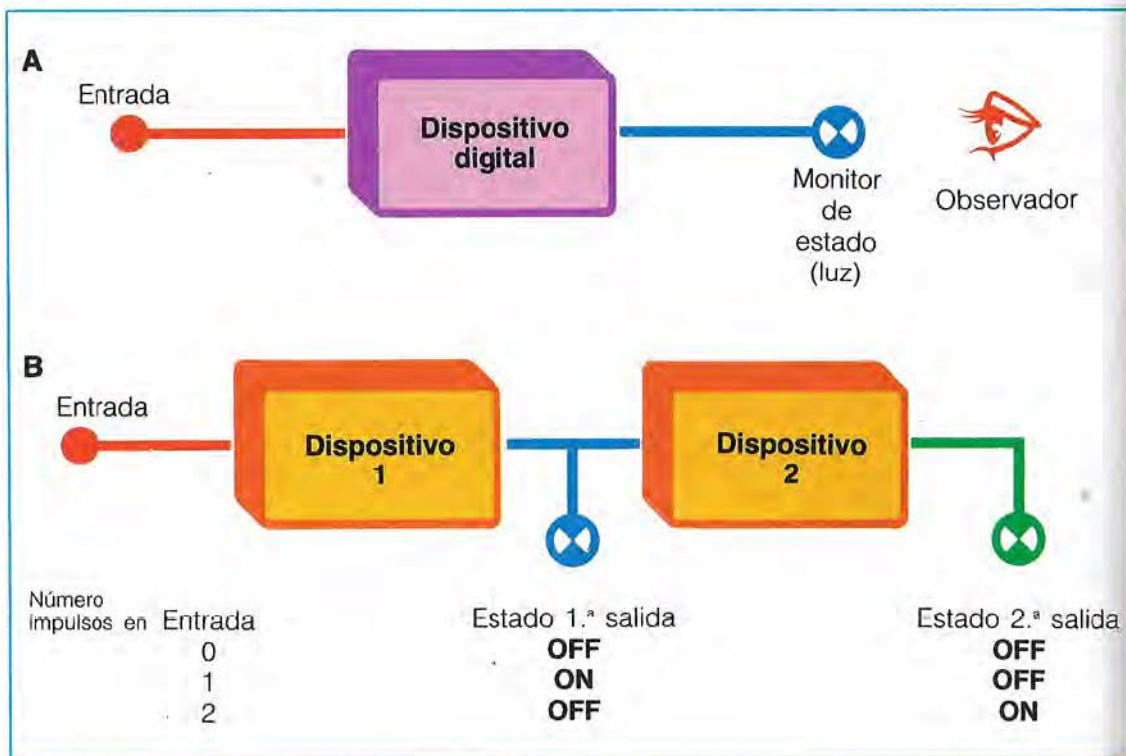 A
Entrada
Dispositivo
digital
Monitor
de
estado
(luz)
Observador
B
Entrada
Dispositivo
1
Dispositivo
2
Número
impulsos en Entrada Estado 1.ª salida Estado 2.ª salida
0 OFF OFF
1 ON OFF
2 OFF ON